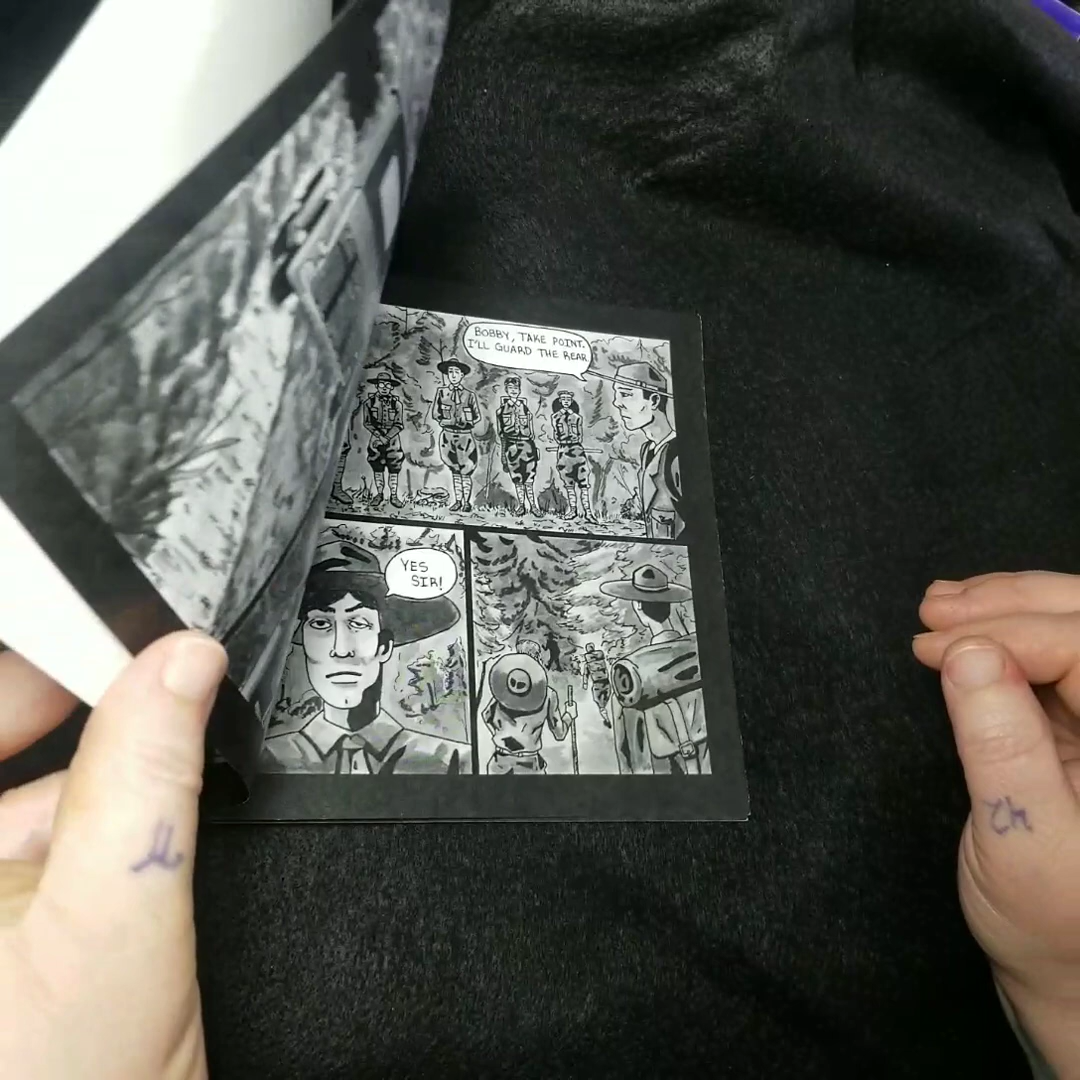 BOBBY, TAKE POINT.
I'LL GUARD THE REAR
YES
SIR!